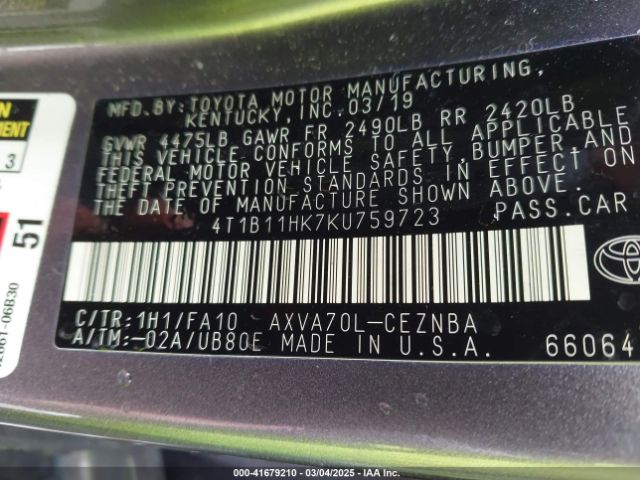 MFD. BY: TOYOTA MOTOR MANUFACTURING,
KENTUCKY, INC. 03/19
GVWR 4475LB GAWR FR 2490LB RR 2420LB
THIS VEHICLE CONFORMS TO ALL APPLICABLE
FEDERAL MOTOR VEHICLE SAFETY, BUMPER, AND
THEFT PREVENTION STANDARDS IN EFFECT ON
THE DATE OF MANUFACTURE SHOWN ABOVE.
4T1B11HK7KU759723 PASS.CAR
C/TR: 1H1/FA10 AXVA70L-CEZNBA
A/TM: -02A/UB80E MADE IN U.S.A. 66064
3
51
000-41679210 - 03/04/2025 - IAA Inc.